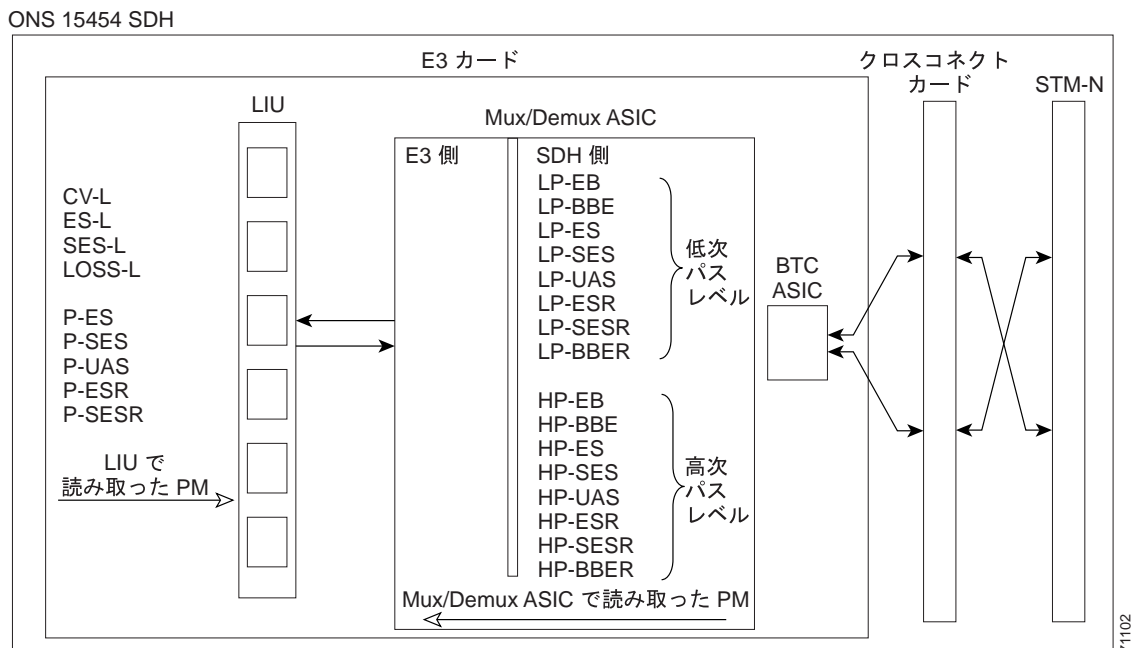 ONS 15454 SDH
E3 カード
クロスコネクト
カード
STM-N
LIU
Mux/Demux ASIC
CV-L
ES-L
SES-L
LOSS-L
P-ES
P-SES
P-UAS
P-ESR
P-SESR
LIU で
読み取った PM
E3 側
SDH 側
LP-EB
LP-BBE
LP-ES
LP-SES
LP-UAS
LP-ESR
LP-SESR
LP-BBER
低次
パス
レベル
HP-EB
HP-BBE
HP-ES
HP-SES
HP-UAS
HP-ESR
HP-SESR
HP-BBER
高次
パス
レベル
Mux/Demux ASIC で読み取った PM
BTC
ASIC
71102